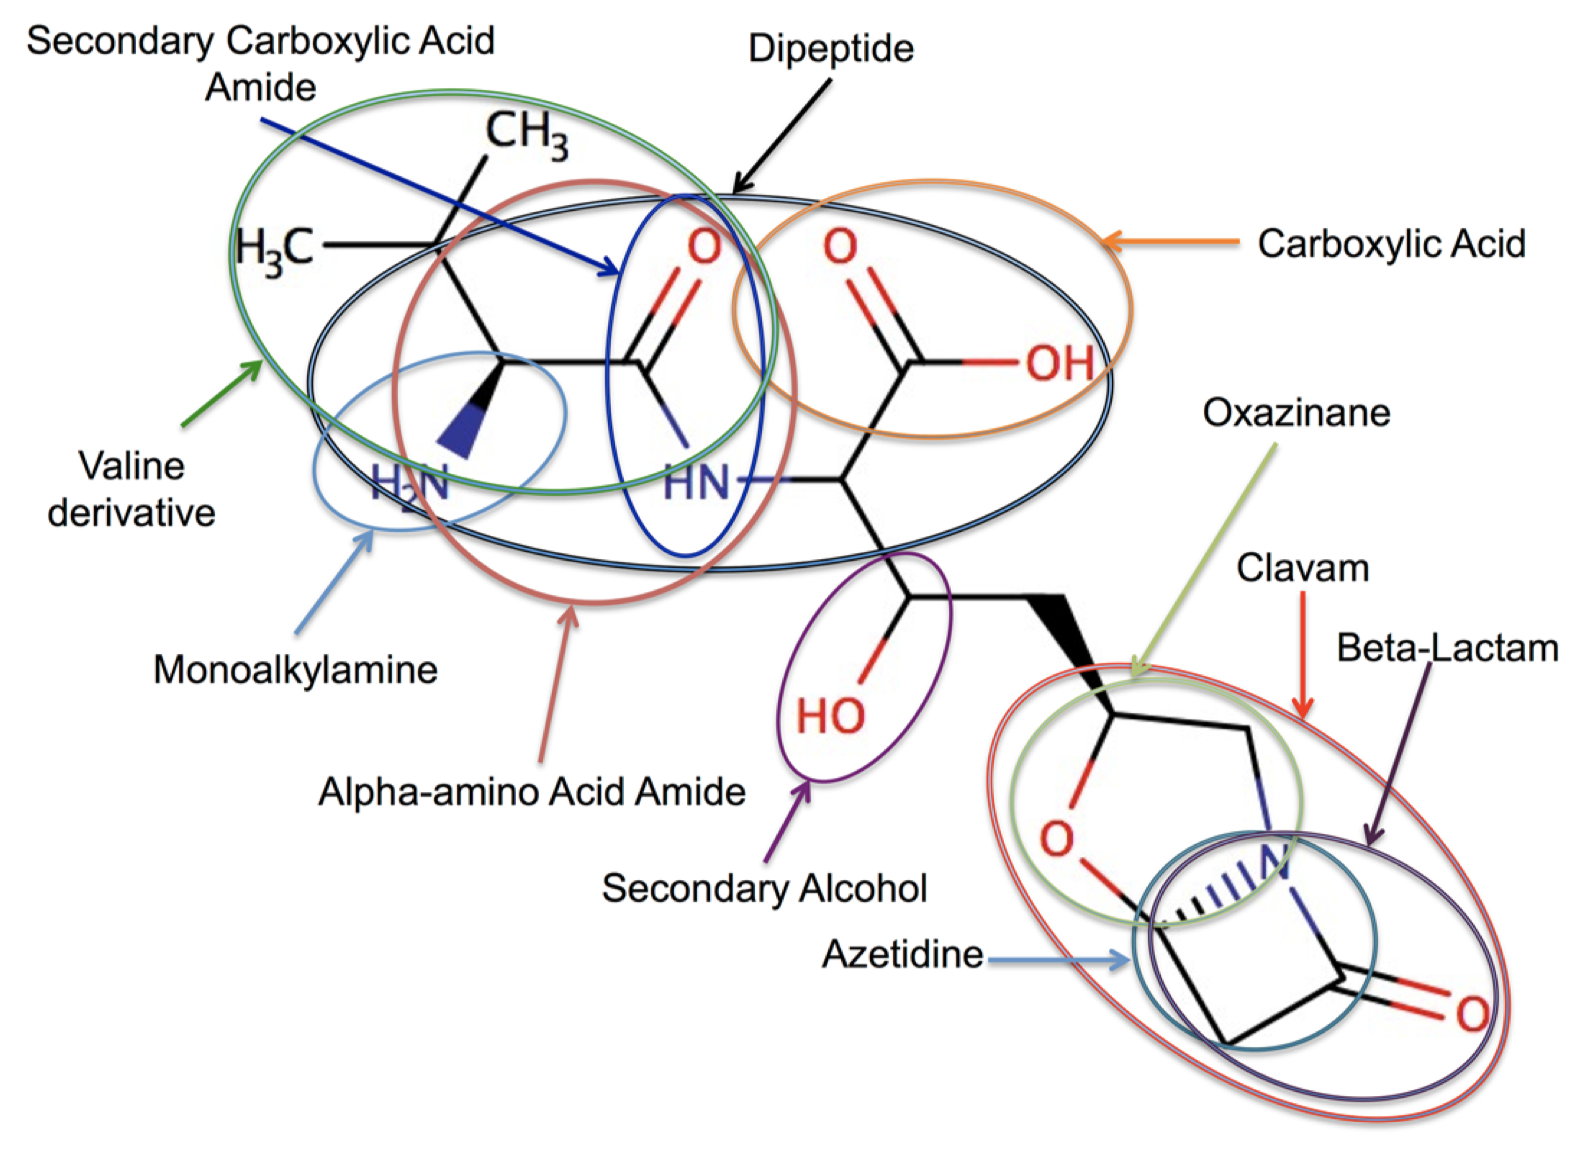 Secondary Carboxylic Acid
Amide
Dipeptide
CH3
H3C
O
O
Carboxylic Acid
OH
Oxazinane
Valine
derivative
H2N
HN
Clavam
Beta-Lactam
Monoalkylamine
HO
Alpha-amino Acid Amide
O
N
Secondary Alcohol
Azetidine
O